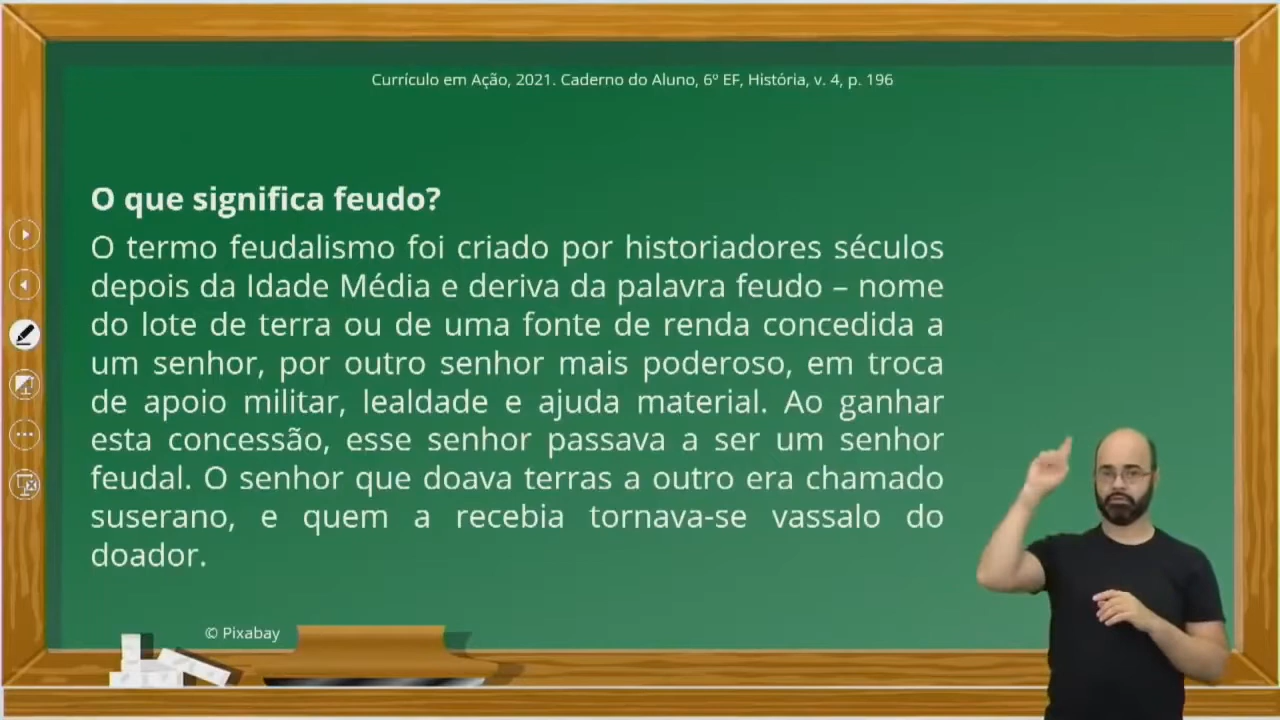 Currículo em Ação, 2021. Caderno do Aluno, 6º EF, História, v. 4, p. 196
O que significa feudo?
O termo feudalismo foi criado por historiadores séculos
depois da Idade Média e deriva da palavra feudo – nome
do lote de terra ou de uma fonte de renda concedida a
um senhor, por outro senhor mais poderoso, em troca
de apoio militar, lealdade e ajuda material. Ao ganhar
esta concessão, esse senhor passava a ser um senhor
feudal. O senhor que doava terras a outro era chamado
suserano, e quem a recebia tornava-se vassalo do
doador.
© Pixabay